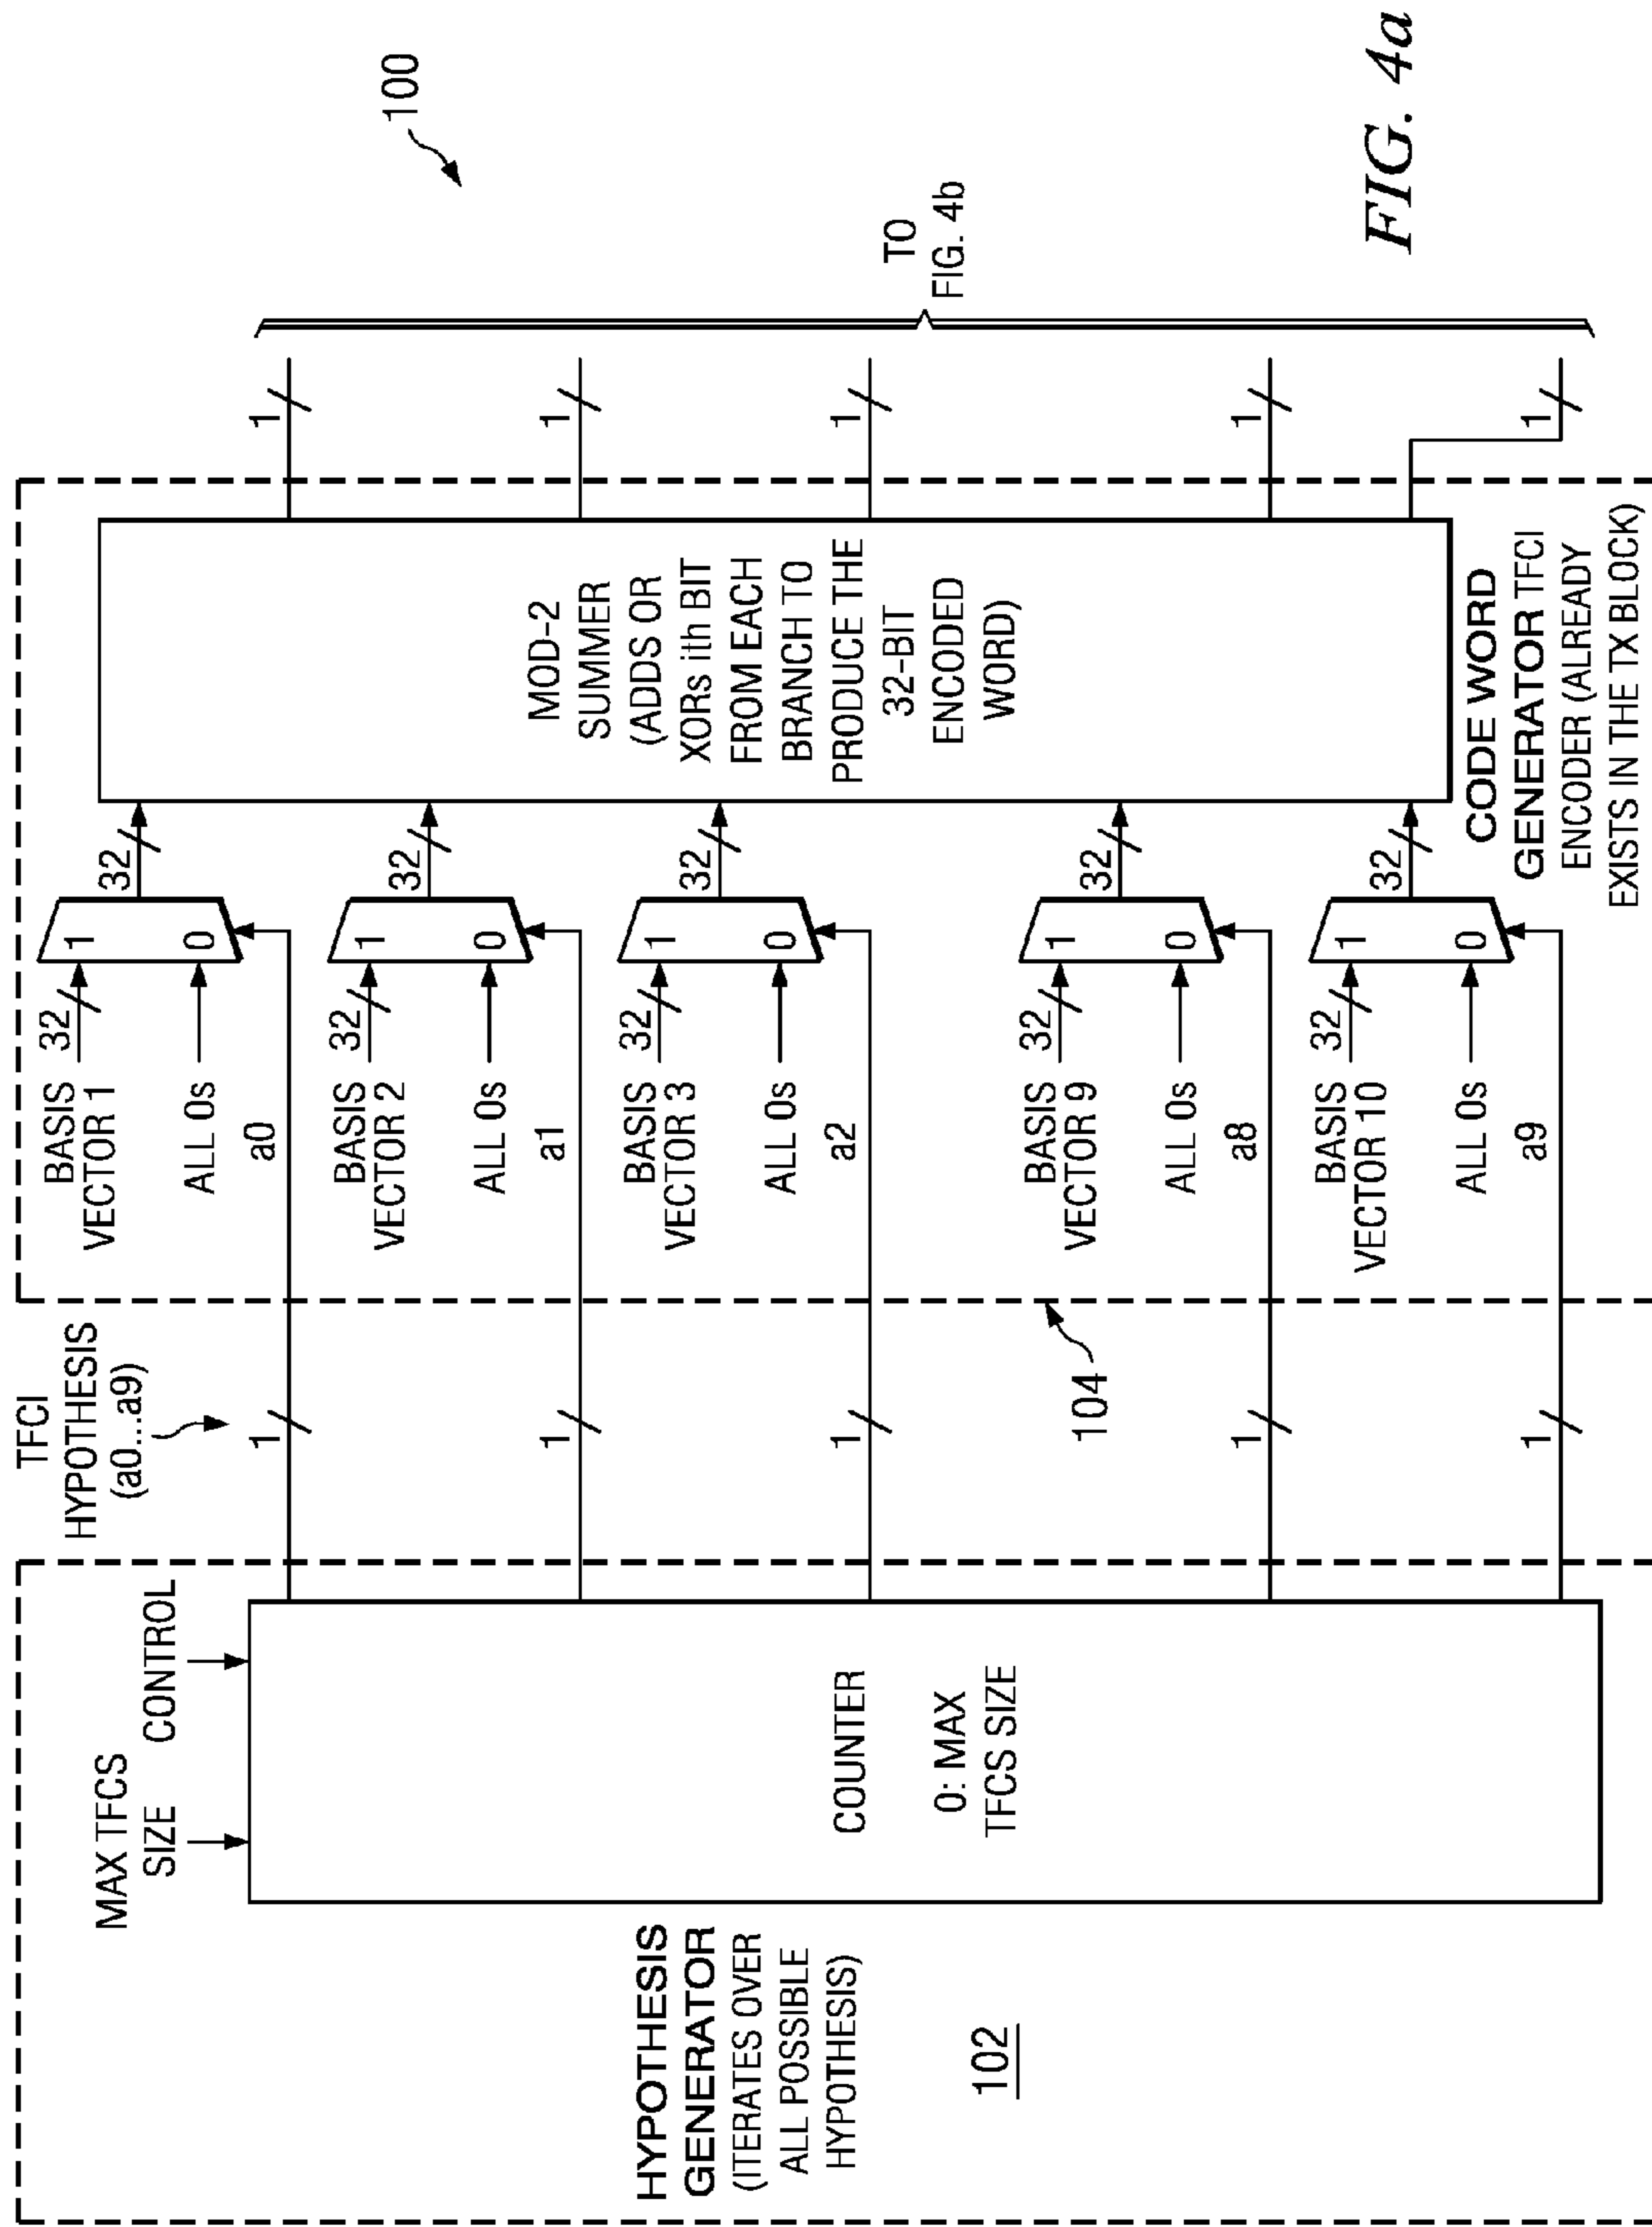 100
TFCI
HYPOTHESIS
(a0...a9)
MAX TFCS
SIZE
CONTROL
HYPOTHESIS
GENERATOR
(ITERATES OVER
ALL POSSIBLE
HYPOTHESIS)
102
COUNTER
0: MAX
TFCS SIZE
1
1
1
1
1
104
BASIS
VECTOR 1
32
ALL 0s
a0
1
0
32
BASIS
VECTOR 2
32
ALL 0s
a1
1
0
32
BASIS
VECTOR 3
32
ALL 0s
a2
1
0
32
BASIS
VECTOR 9
32
ALL 0s
a8
1
0
32
BASIS
VECTOR 10
32
ALL 0s
a9
1
0
32
MOD-2
SUMMER
(ADDS OR
XORs ith BIT
FROM EACH
BRANCH TO
PRODUCE THE
32-BIT
ENCODED
WORD)
CODE WORD
GENERATOR TFCI
ENCODER (ALREADY
EXISTS IN THE TX BLOCK)
1
1
1
1
1
TO
FIG. 4b
FIG. 4a